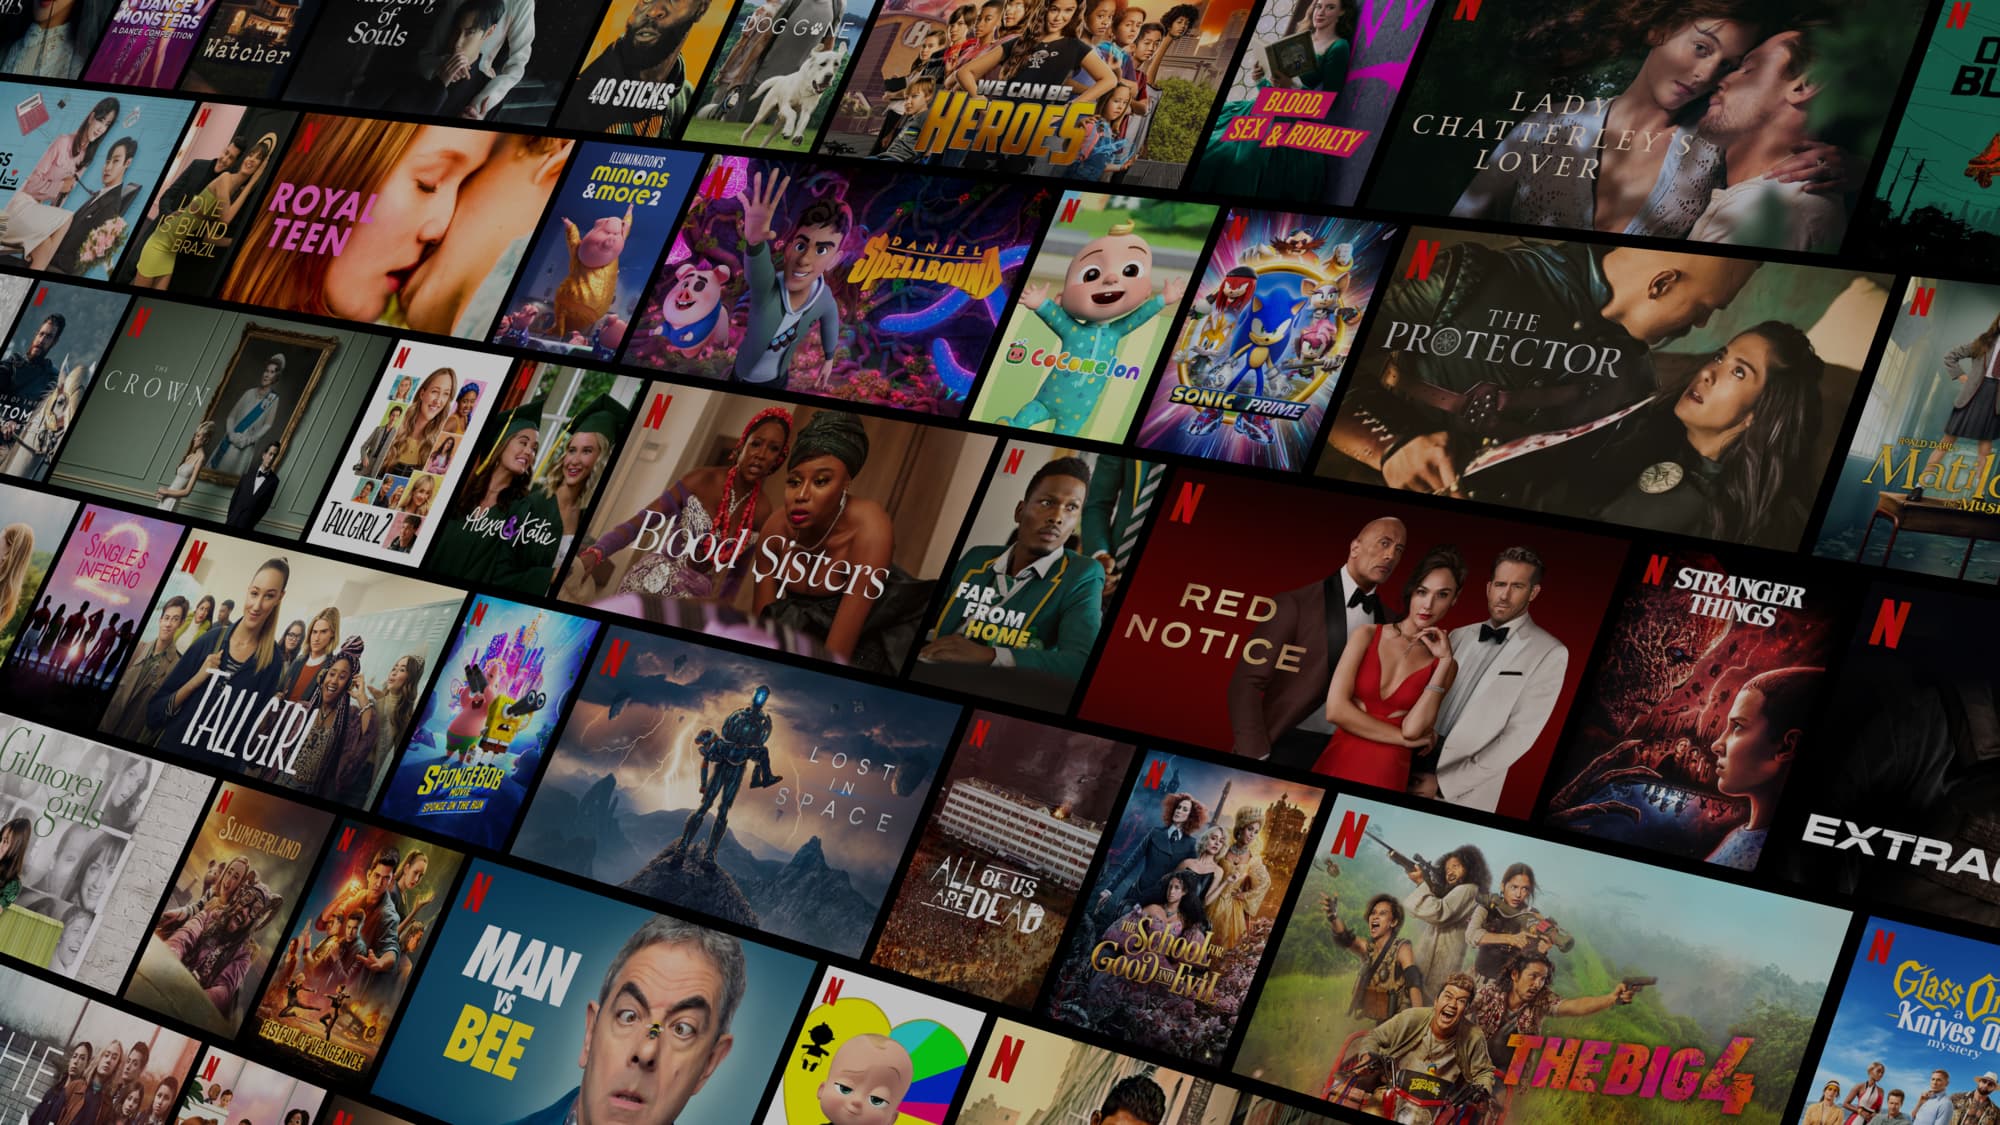 DANCE
MONSTERS
A DANCE COMPETITION
The
Watcher
of
Souls
40 STICKS
DOG GONE
WE CAN BE
HEROES
BLOOD,
SEX & ROYALTY
LADY
CHATTERLEY'S
LOVER
N
LOVE
IS BLIND
BRAZIL
N
ROYAL
TEEN
ILLUMINATION'S
MINIONS
&MORE 2
N
DANIEL
SPELLBOUND
N
CoComelon
N
SONIC PRIME
N
THE
PROTECTOR
N
ROALD DAHL
N
THE
CROWN
N
TALL GIRL 2
N
Alexa & Katie
N
Blood Sisters
N
FAR
FROM
HOME
N
RED
NOTICE
N
STRANGER
THINGS
N
EXTRA
N
SINGLE'S
INFERNO
N
TALL GIRL
N
THE
SPONGEBOB
MOVIE
SPONGE ON THE RUN
N
LOST
IN
SPACE
N
ALL OF US
ARE DEAD
N
THE SCHOOL FOR
GOOD AND EVIL
N
THE BIG 4
N
Glass On
a
Knives Out
mystery
Gilmore
girls
N
SLUMBERLAND
N
FISTFUL OF VENGEANCE
N
MAN
VS
BEE
N
N
N